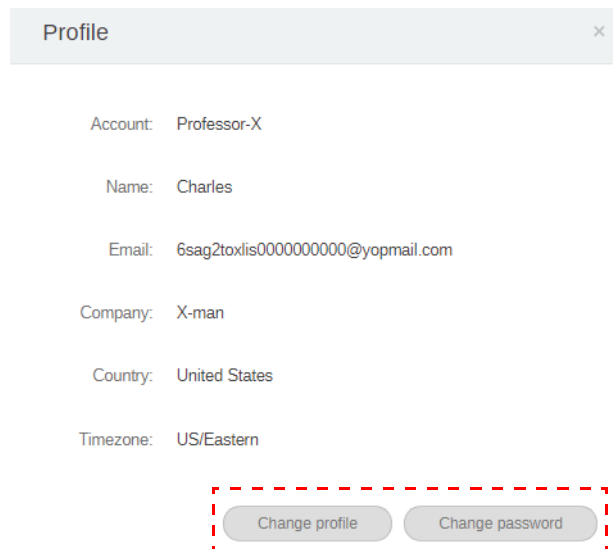 Profile ×
Account: Professor-X
Name: Charles
Email: 6sag2toxlis0000000000@yopmail.com
Company: X-man
Country: United States
Timezone: US/Eastern
Change profile Change password